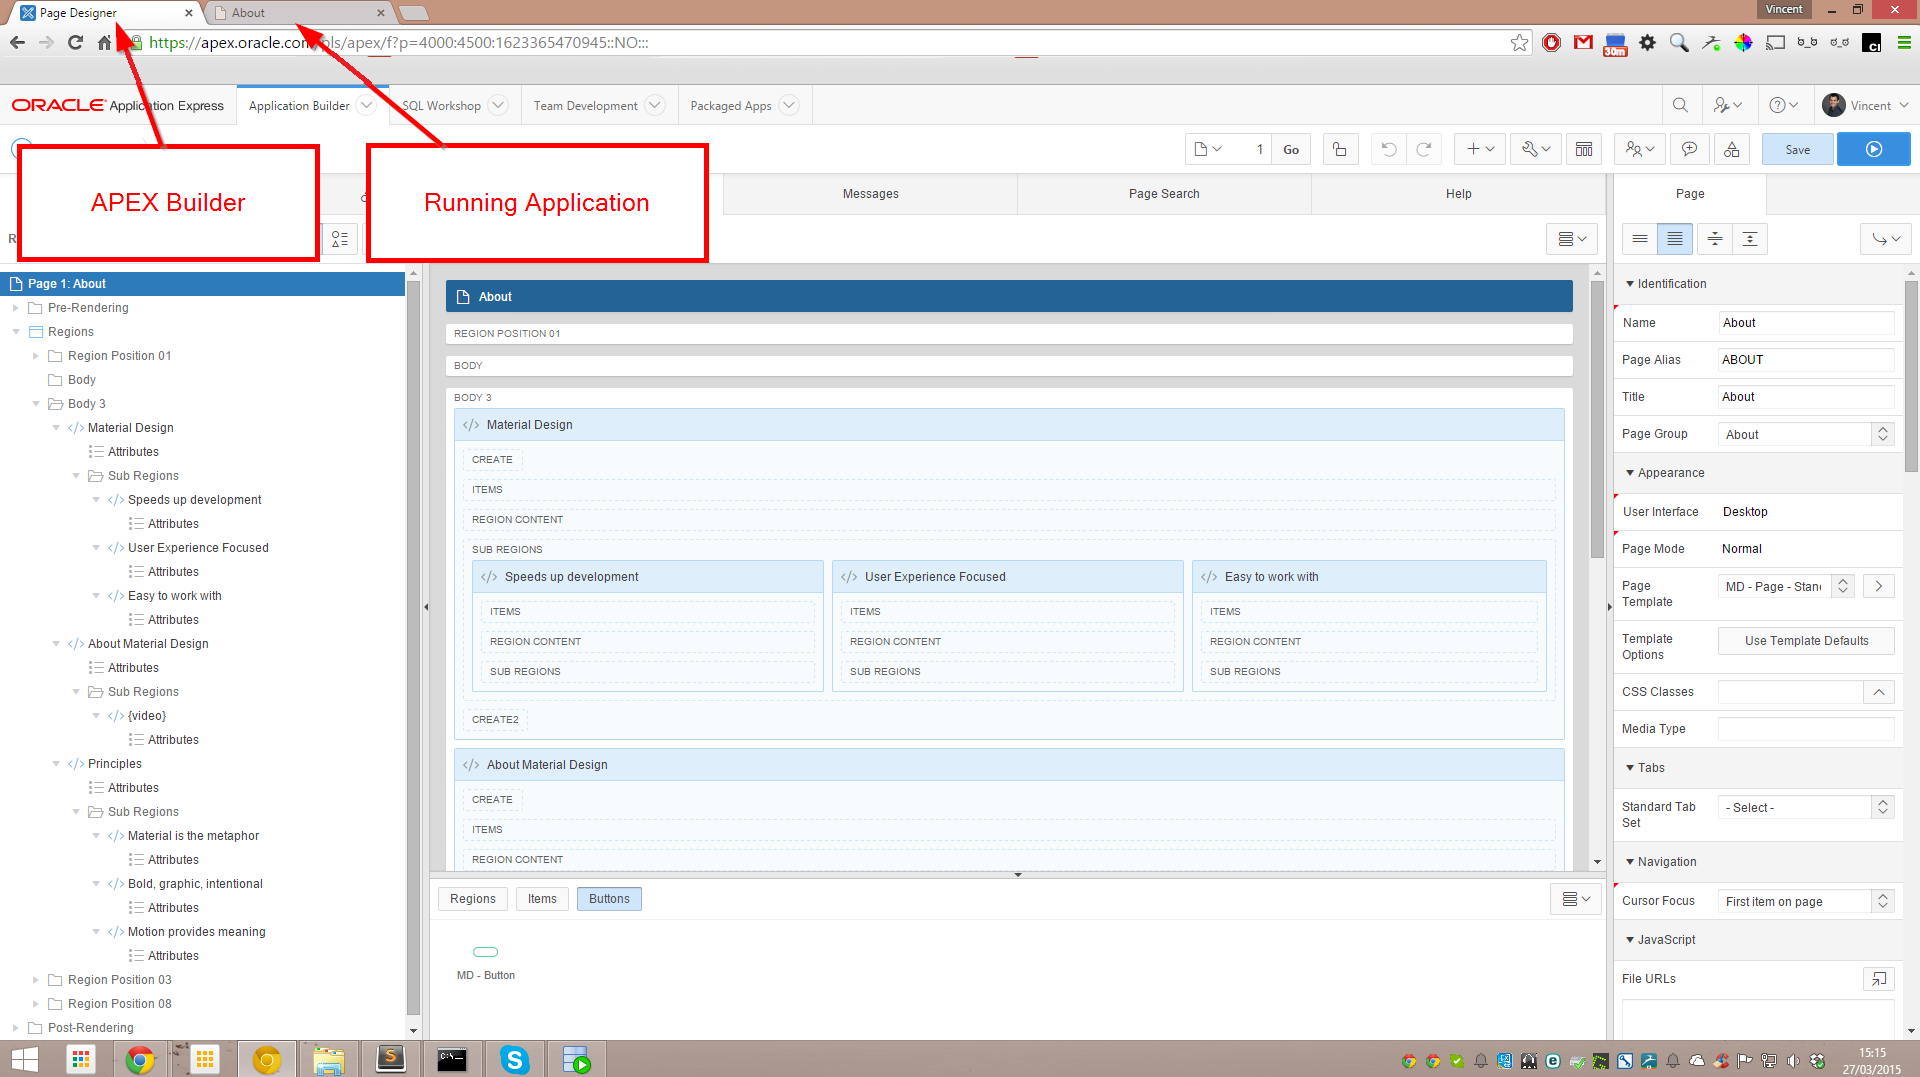 Page Designer
About
Vincent
https://apex.oracle.com
pls/apex/f?p=4000:4500:1623365470945::NO:::
30m
CI
ORACLE Application Express
Application Builder
SQL Workshop
Team Development
Packaged Apps
Vincent
1
Go
Save
APEX Builder
Running Application
Messages
Page Search
Help
Page
R
Page 1: About
Pre-Rendering
Regions
Region Position 01
Body
Body 3
Material Design
Attributes
Sub Regions
Speeds up development
Attributes
User Experience Focused
Attributes
Easy to work with
Attributes
About Material Design
Attributes
Sub Regions
{video}
Attributes
Principles
Attributes
Sub Regions
Material is the metaphor
Attributes
Bold, graphic, intentional
Attributes
Motion provides meaning
Attributes
Region Position 03
Region Position 08
Post-Rendering
About
REGION POSITION 01
BODY
BODY 3
Material Design
CREATE
ITEMS
REGION CONTENT
SUB REGIONS
Speeds up development
ITEMS
REGION CONTENT
SUB REGIONS
User Experience Focused
ITEMS
REGION CONTENT
SUB REGIONS
Easy to work with
ITEMS
REGION CONTENT
SUB REGIONS
CREATE2
About Material Design
CREATE
ITEMS
REGION CONTENT
Regions
Items
Buttons
MD - Button
Identification
Name
About
Page Alias
ABOUT
Title
About
Page Group
About
Appearance
User Interface
Desktop
Page Mode
Normal
Page
Template
MD - Page - Stan
Template
Options
Use Template Defaults
CSS Classes
Media Type
Tabs
Standard Tab
Set
- Select -
Navigation
Cursor Focus
First item on page
JavaScript
File URLs
15:15
27/03/2015